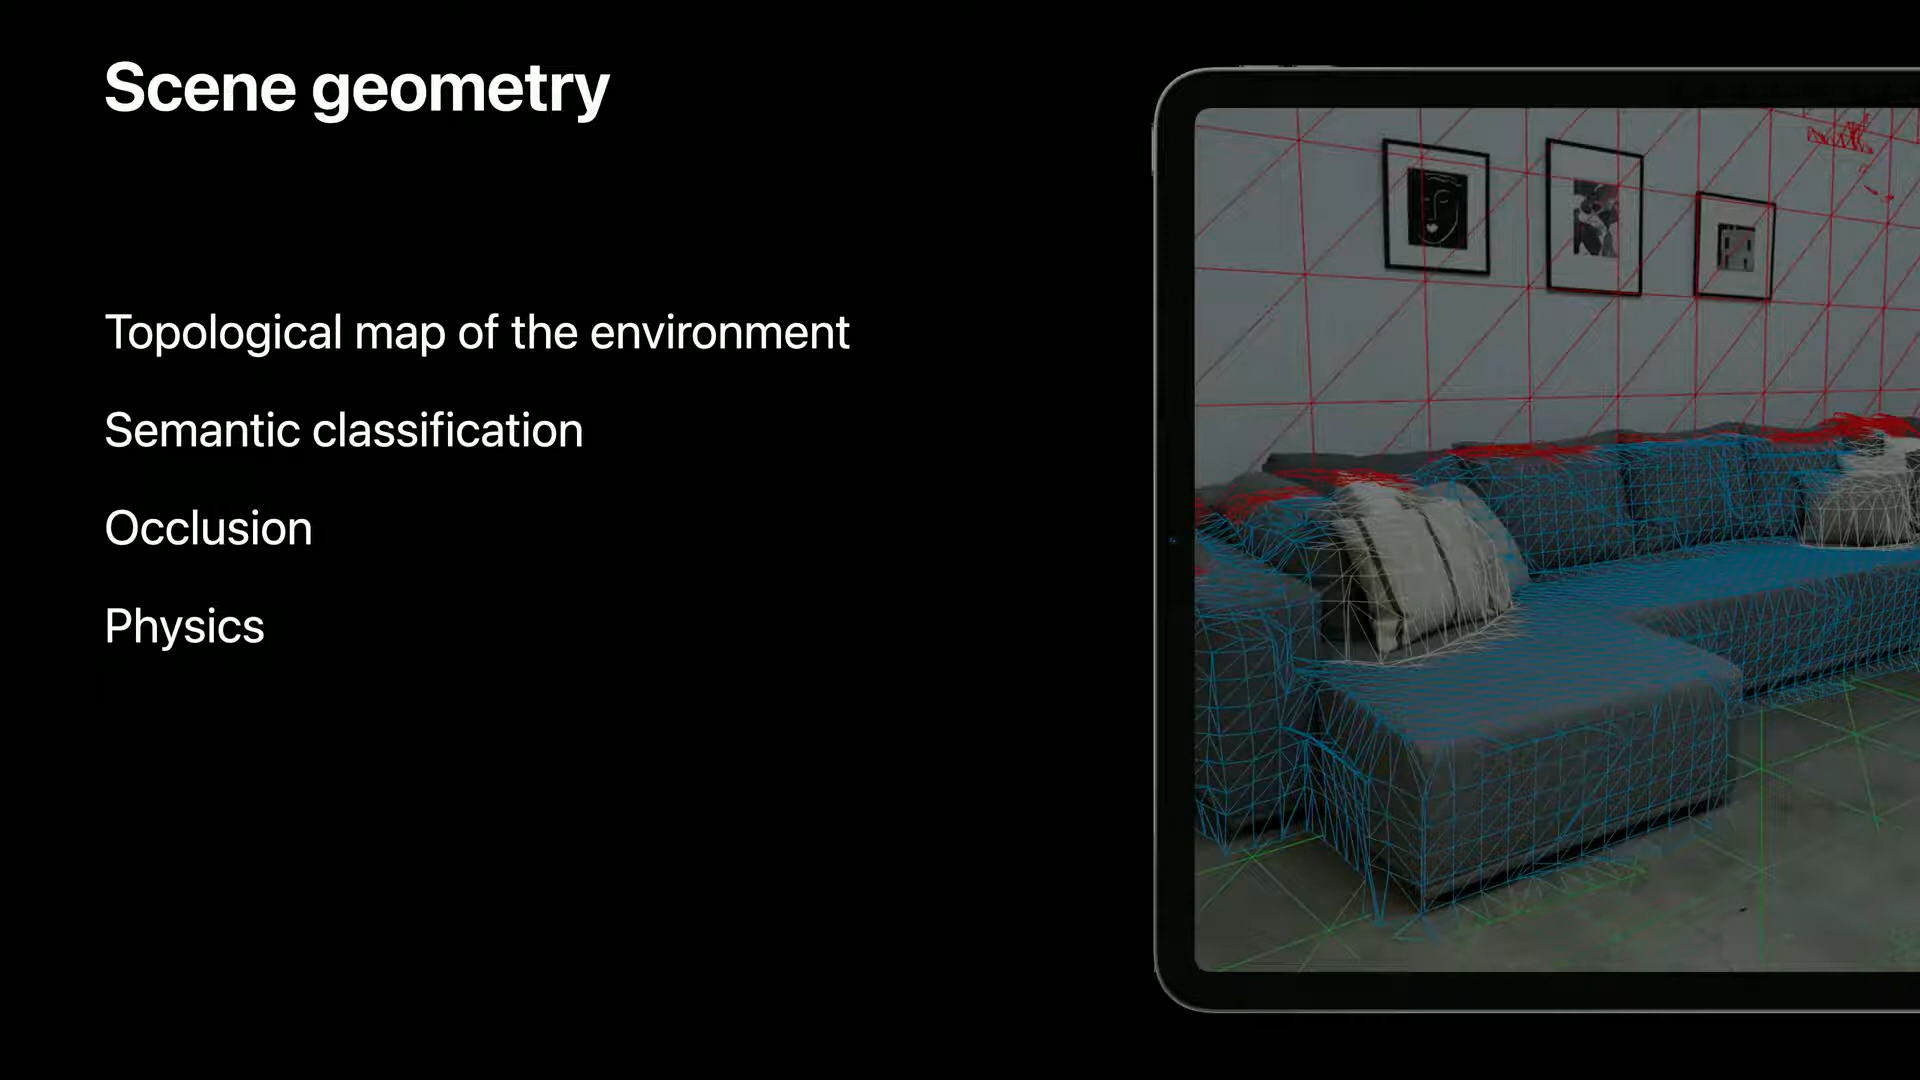 Scene geometry
Topological map of the environment
Semantic classification
Occlusion
Physics